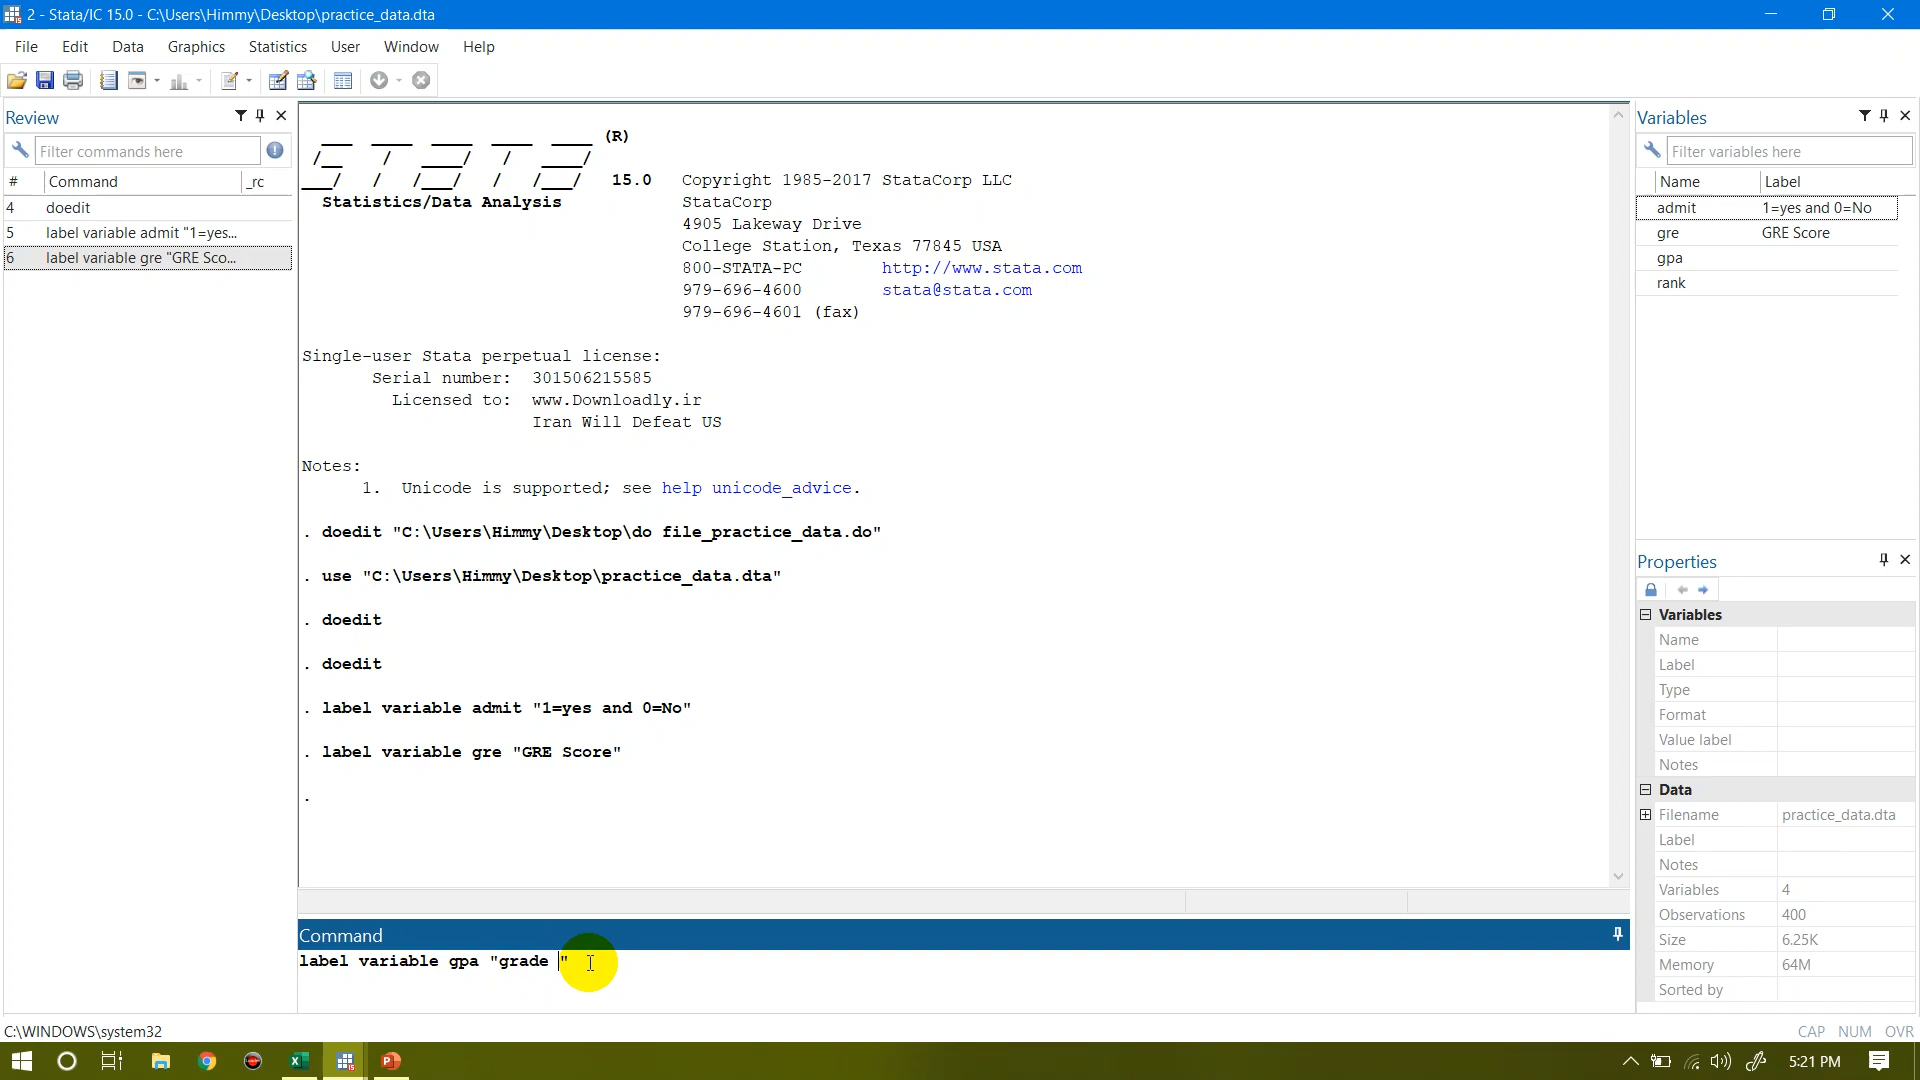 2 - Stata/IC 15.0 - C:\Users\Himmy\Desktop\practice_data.dta
File Edit Data Graphics Statistics User Window Help
Review
Filter commands here
# Command _rc
4 doedit
5 label variable admit "1=yes...
6 label variable gre "GRE Sco...
(R)
STATA
15.0 Copyright 1985-2017 StataCorp LLC
Statistics/Data Analysis StataCorp
4905 Lakeway Drive
College Station, Texas 77845 USA
800-STATA-PC http://www.stata.com
979-696-4600 stata@stata.com
979-696-4601 (fax)
Single-user Stata perpetual license:
Serial number: 301506215585
Licensed to: www.Downloadly.ir
Iran Will Defeat US
Notes:
1. Unicode is supported; see help unicode_advice.
. doedit "C:\Users\Himmy\Desktop\do file_practice_data.do"
. use "C:\Users\Himmy\Desktop\practice_data.dta"
. doedit
. doedit
. label variable admit "1=yes and 0=No"
. label variable gre "GRE Score"
.
Command
label variable gpa "grade "
Variables
Filter variables here
Name Label
admit 1=yes and 0=No
gre GRE Score
gpa
rank
Properties
Variables
Name
Label
Type
Format
Value label
Notes
Data
Filename practice_data.dta
Label
Notes
Variables 4
Observations 400
Size 6.25K
Memory 64M
Sorted by
C:\WINDOWS\system32
CAP NUM OVR
5:21 PM